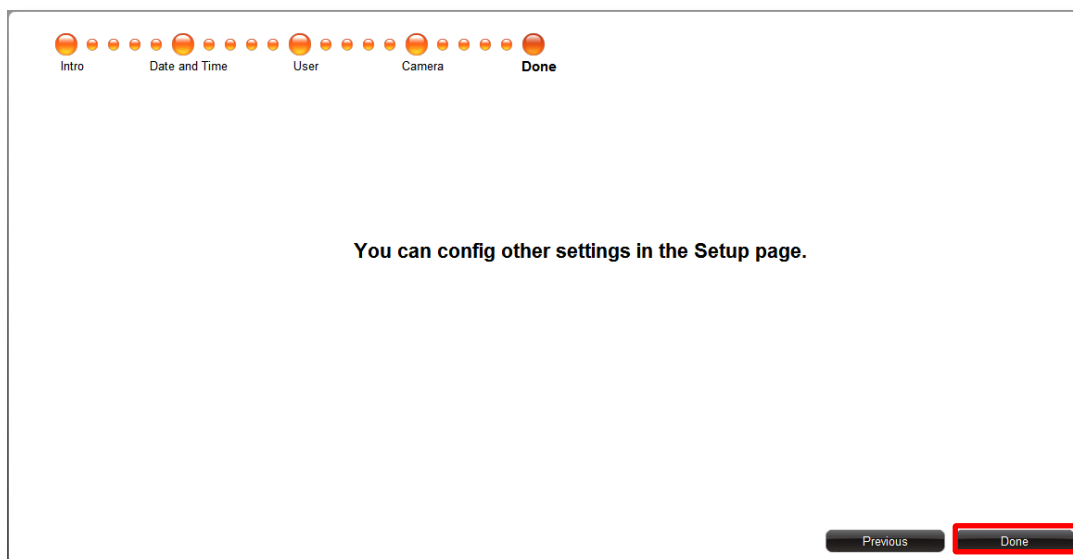 Intro Date and Time User Camera Done
You can config other settings in the Setup page.
Previous Done